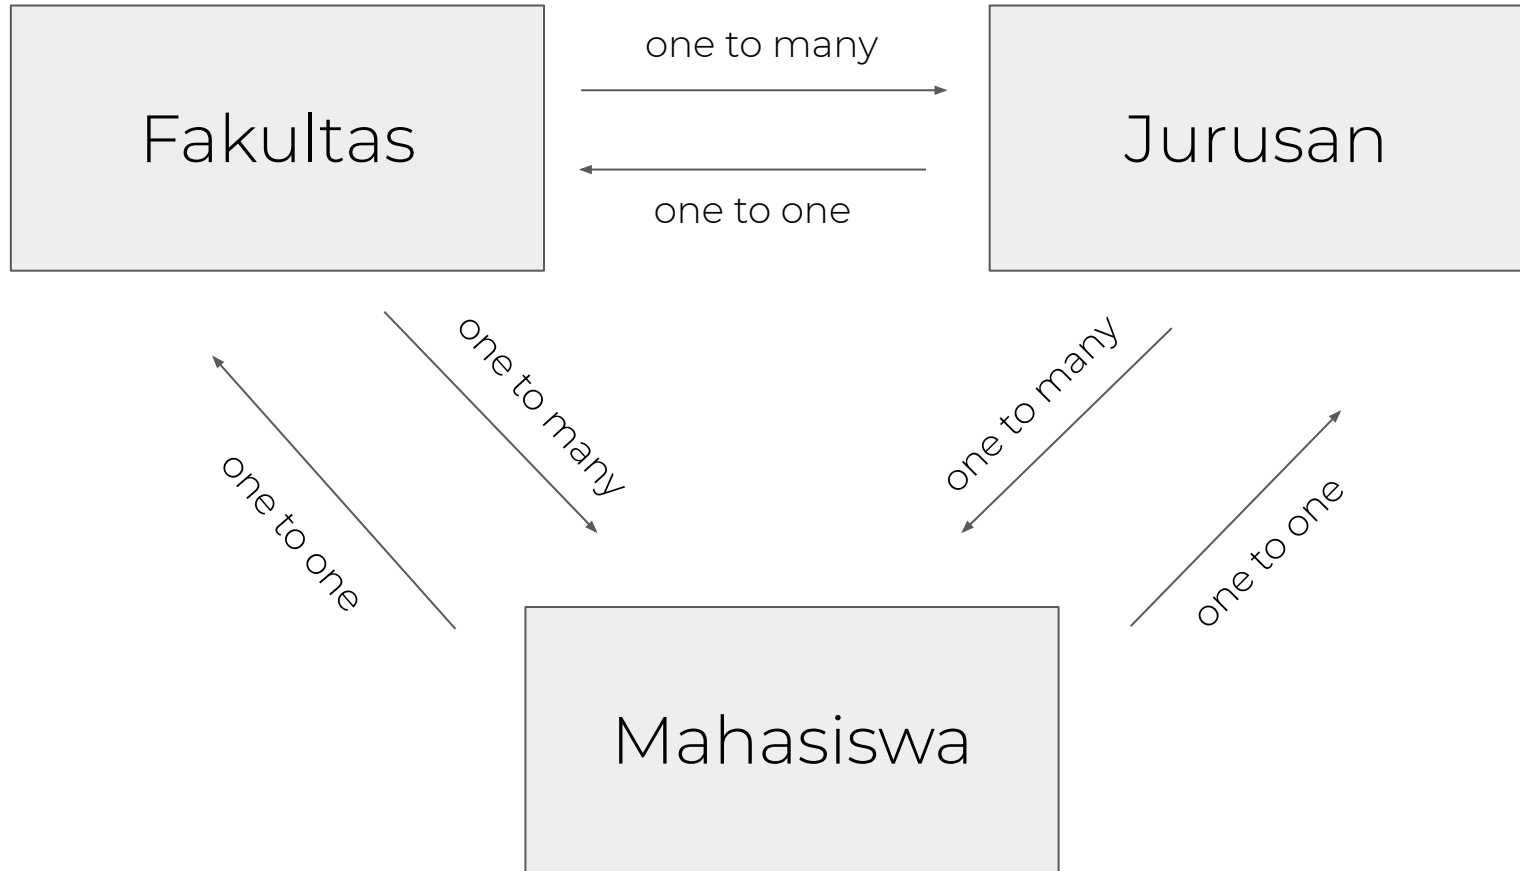 one to many
Fakultas
Jurusan
one to one
one to many
one to many
one to one
one to one
Mahasiswa